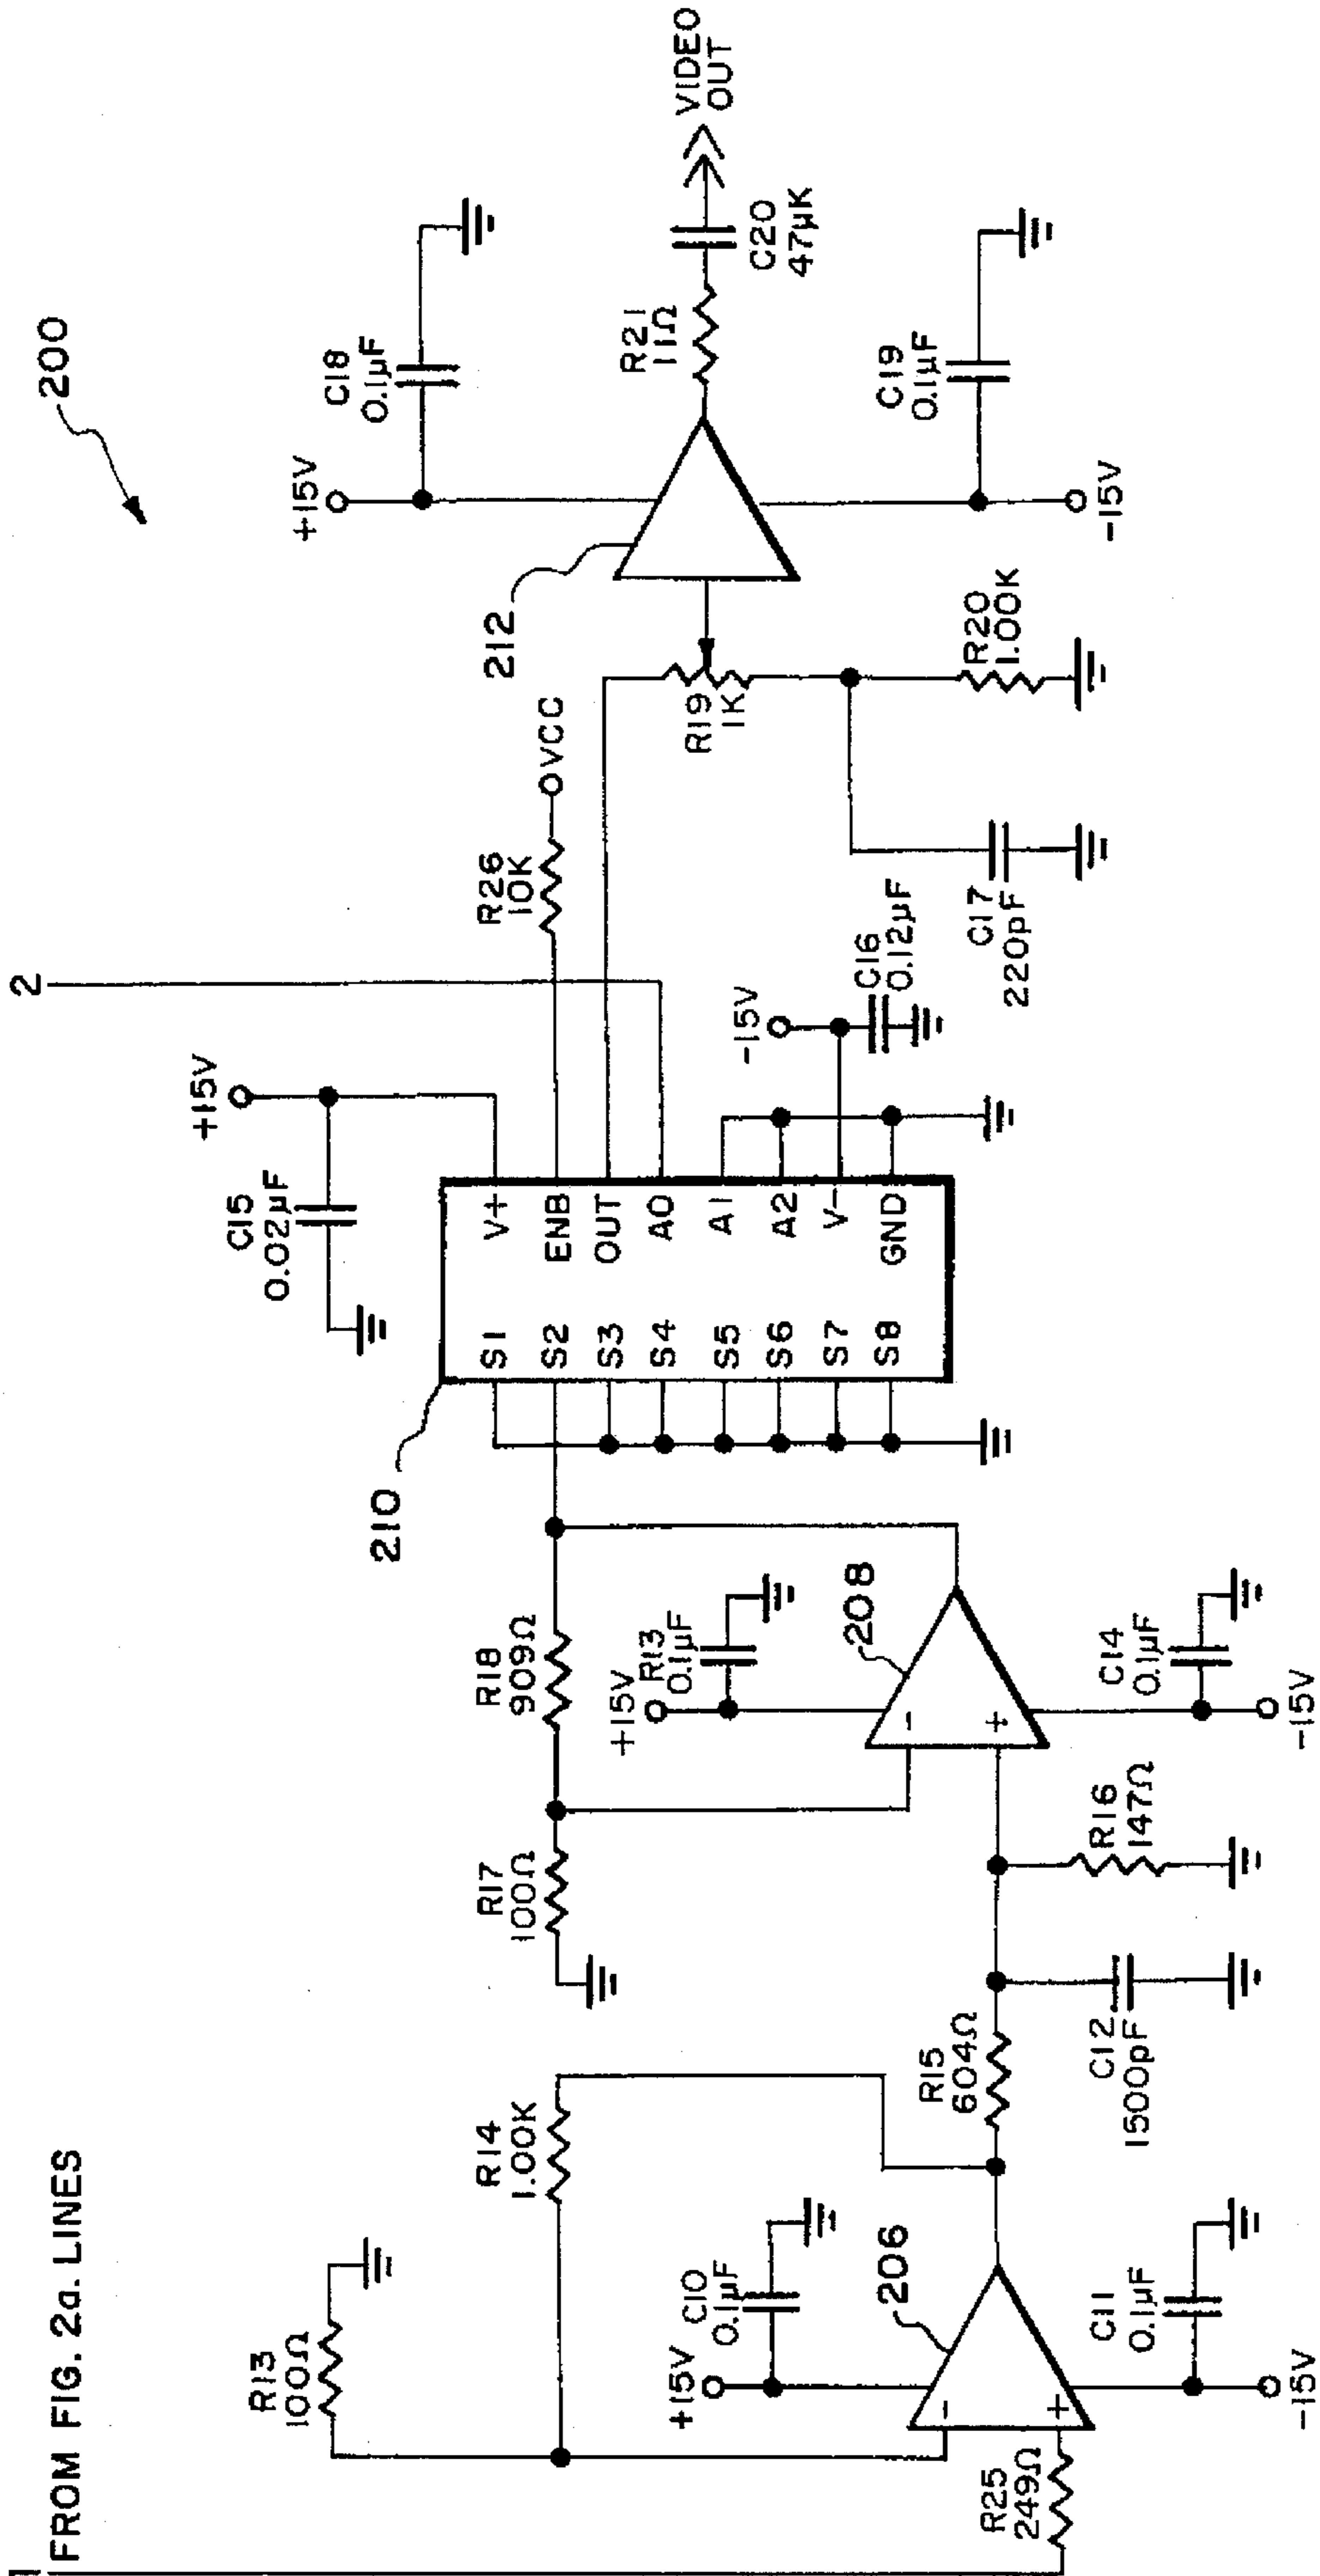 200
1
FROM FIG. 2a. LINES
2
R13
100Ω
R14
1.00K
+15V
C10
0.1µF
206
R25
249Ω
C11
0.1µF
-15V
R15
604Ω
C12
1500pF
R16
147Ω
R17
100Ω
R18
909Ω
+15V
R13
0.1µF
208
C14
0.1µF
-15V
210
S1
S2
S3
S4
S5
S6
S7
S8
V+
ENB
OUT
A0
A1
A2
V-
GND
C15
0.02µF
+15V
R26
10K
VCC
-15V
C16
0.12µF
C17
220pF
R19
1K
R20
1.00K
212
+15V
C18
0.1µF
R21
11Ω
C20
47µK
VIDEO
OUT
C19
0.1µF
-15V
-
+
-
+